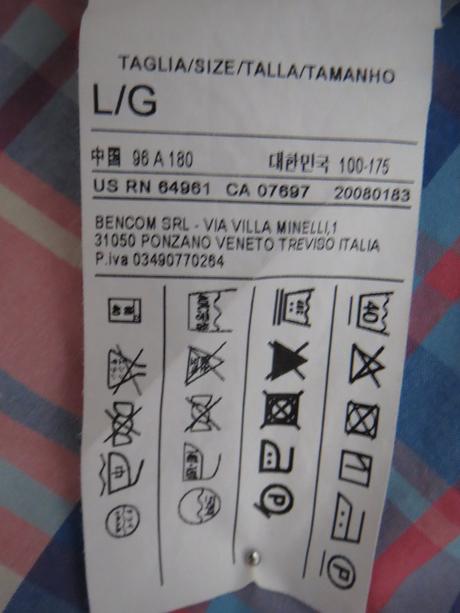 TAGLIA/SIZE/TALLA/TAMANHO
L/G
中国 96 A 180 대한민국 100-175
US RN 64961 CA 07697 20080183
BENCOM SRL - VIA VILLA MINELLI,1
31050 PONZANO VENETO TREVISO ITALIA
P.iva 03490770264
40
P
P
中